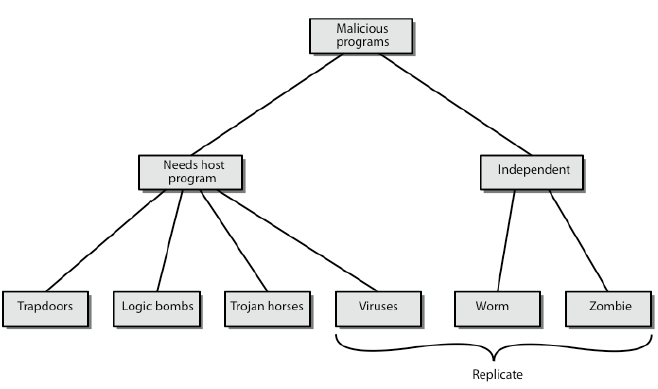 Malicious
programs
Needs host
program
Independent
Trapdoors
Logic bombs
Trojan horses
Viruses
Worm
Zombie
Replicate